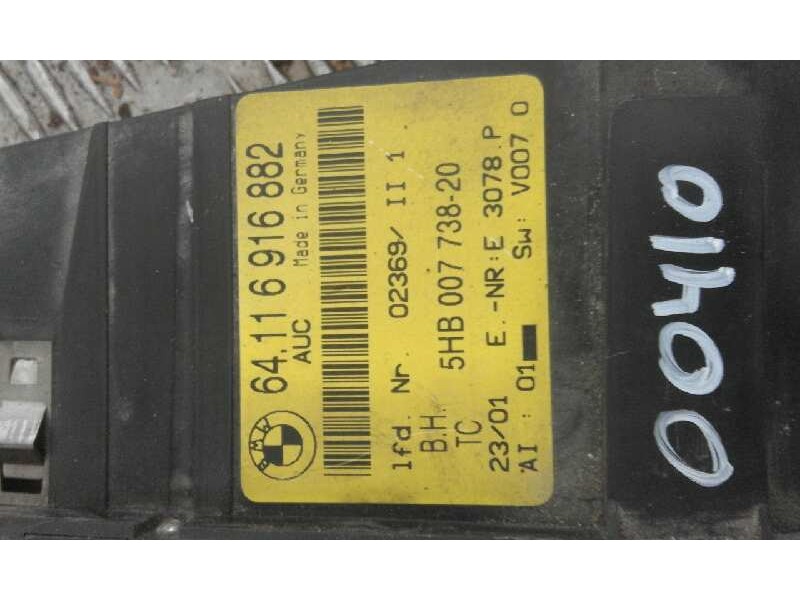 64.11 6 916 882
AUC Made in Germany
BMW
lfd. Nr. 02369/ II 1
B.H. 5HB 007 738-20
TC
23/01 E.-NR:E 3078.P
AI: 01 SW: V007 0
00410